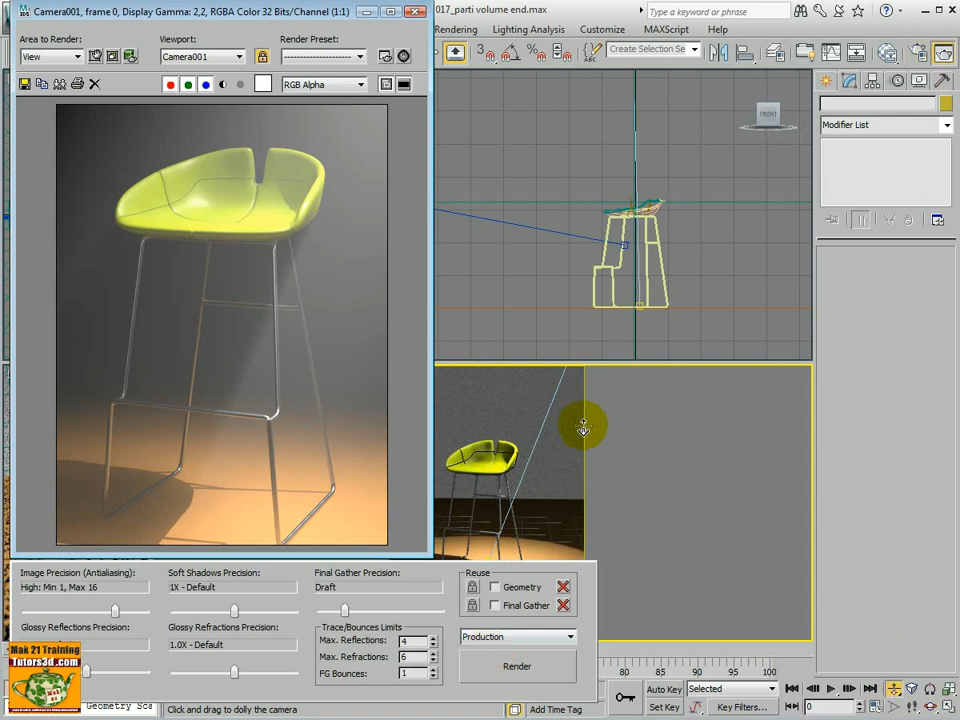 Camera001, frame 0, Display Gamma: 2,2, RGBA Color 32 Bits/Channel (1:1)
017_parti volume end.max
Type a keyword or phrase
Area to Render:
Viewport:
Render Preset:
View
Camera001
RGB Alpha
Rendering
Lighting Analysis
Customize
MAXScript
Help
3
%
ABC
Create Selection Se
FRONT
Modifier List
Image Precision (Antialiasing):
Soft Shadows Precision:
Final Gather Precision:
High: Min 1, Max 16
1X - Default
Draft
Glossy Reflections Precision:
Glossy Refractions Precision:
1.0X - Default
Trace/Bounces Limits
Max. Reflections: 4
Max. Refractions: 6
FG Bounces: 1
Reuse
Geometry
Final Gather
Production
Render
80 85 90 95 100
Mak 21 Training
Tutors3d.com
Geometry Sca
Click and drag to dolly the camera
Add Time Tag
Auto Key
Selected
Set Key
Key Filters...
0